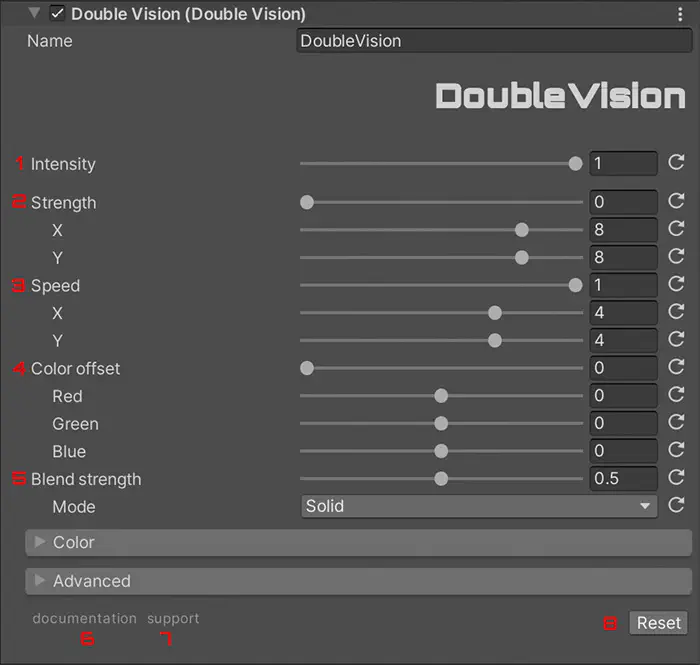 Double Vision (Double Vision)
Name DoubleVision
DoubleVision
1 Intensity 1
2 Strength 0
X 8
Y 8
3 Speed 1
X 4
Y 4
4 Color offset 0
Red 0
Green 0
Blue 0
5 Blend strength 0.5
Mode Solid
Color
Advanced
documentation support 8 Reset
6 7